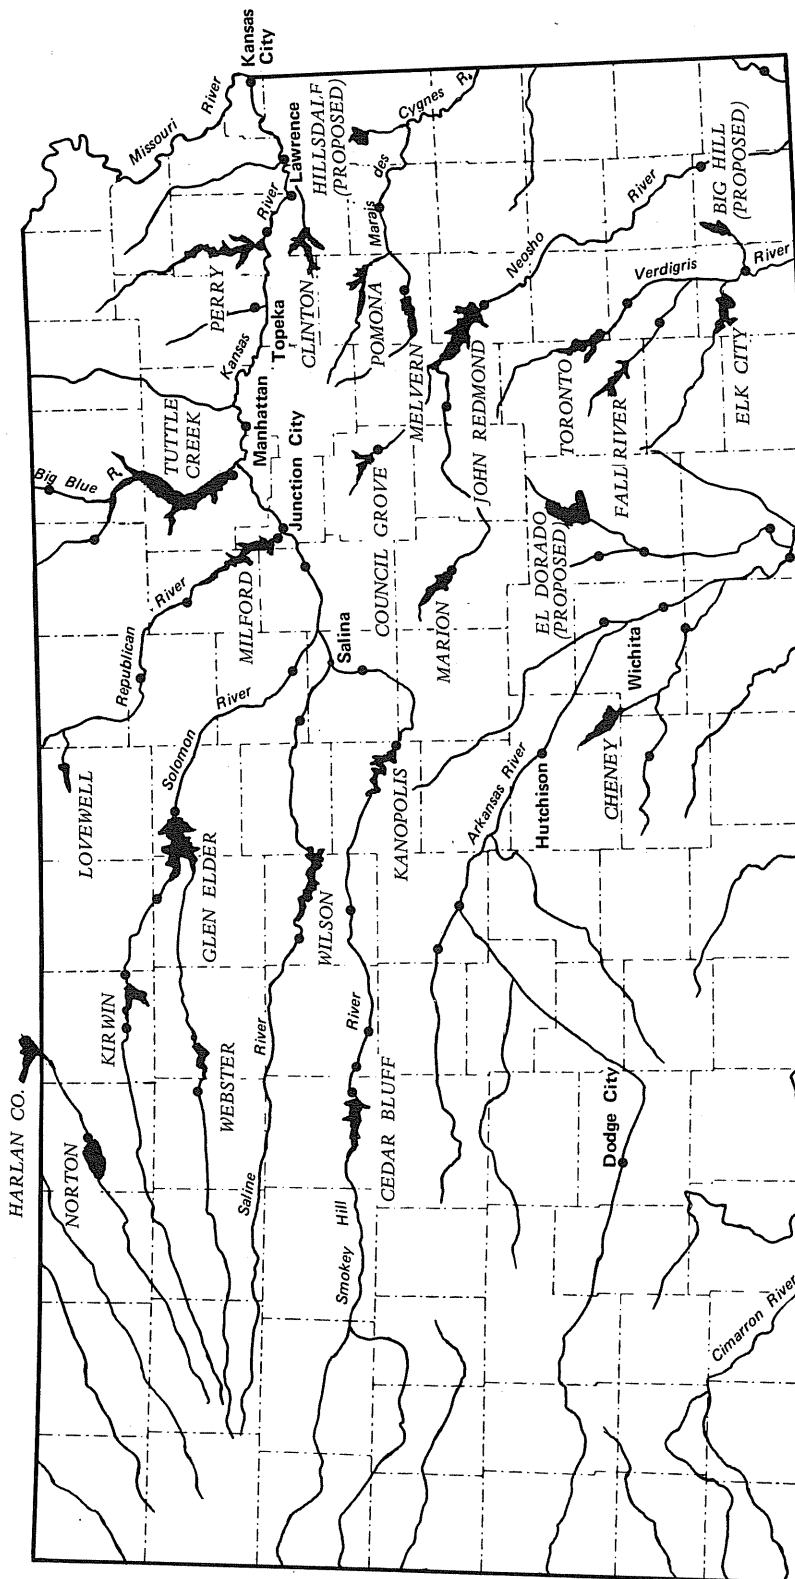 HARLAN CO.
NORTON
KIRWIN
WEBSTER
GLEN ELDER
LOVEWELL
Republican
River
Solomon
River
Saline
River
WILSON
Smokey
Hill
River
CEDAR BLUFF
KANOPOLIS
Salina
MILFORD
Junction City
Big Blue
R.
TUTTLE
CREEK
Manhattan
Kansas
River
Topeka
PERRY
CLINTON
Lawrence
Missouri
River
Kansas
City
HILLSDALF
(PROPOSED)
Marais
des
Cygnes
R.
POMONA
MELVERN
COUNCIL GROVE
MARION
JOHN REDMOND
Neosho
River
Verdigris
River
TORONTO
FALL RIVER
ELK CITY
BIG HILL
(PROPOSED)
EL DORADO
(PROPOSED)
Wichita
CHENEY
Hutchison
Arkansas River
Dodge City
Cimarron River